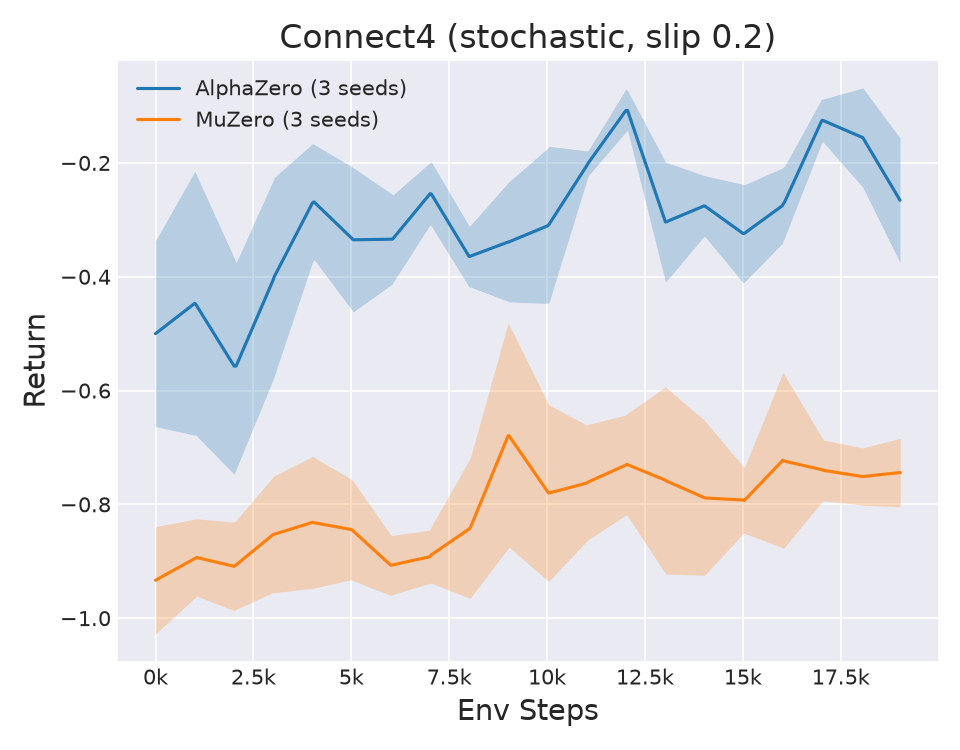 Connect4 (stochastic, slip 0.2)
AlphaZero (3 seeds)
MuZero (3 seeds)
Return
−0.2
−0.4
−0.6
−0.8
−1.0
0k 2.5k 5k 7.5k 10k 12.5k 15k 17.5k
Env Steps